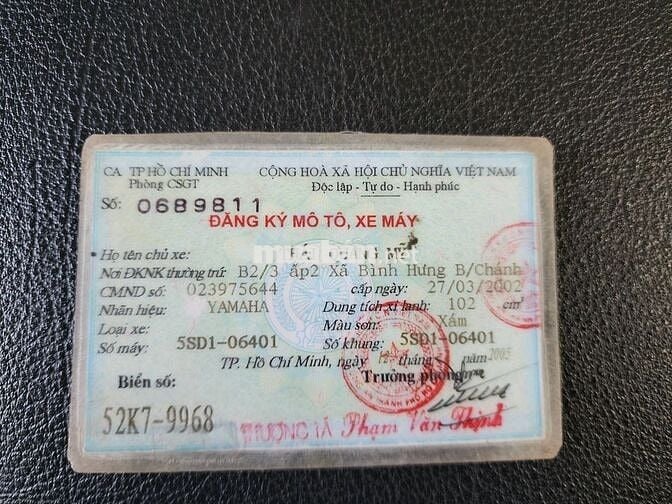 CA TP HỒ CHÍ MINH CỘNG HOÀ XÃ HỘI CHỦ NGHĨA VIỆT NAM
Phòng CSGT Độc lập - Tự do - Hạnh phúc
Số: 0689811
ĐĂNG KÝ MÔ TÔ, XE MÁY
Họ tên chủ xe:
Nơi ĐKNK thường trú: B2/3 ấp2 Xã Bình Hưng B/Chánh
CMND số: 023975644 cấp ngày: 27/03/2002
Nhãn hiệu: YAMAHA Dung tích xi lanh: 102 cm³
Loại xe: Màu sơn: Xám
Số máy: 5SD1-06401 Số khung: 5SD1-06401
TP. Hồ Chí Minh, ngày 12 tháng năm 2005
Biển số: Trưởng phòng
52K7-9968
THƯỢNG TÁ Phạm Văn Thịnh